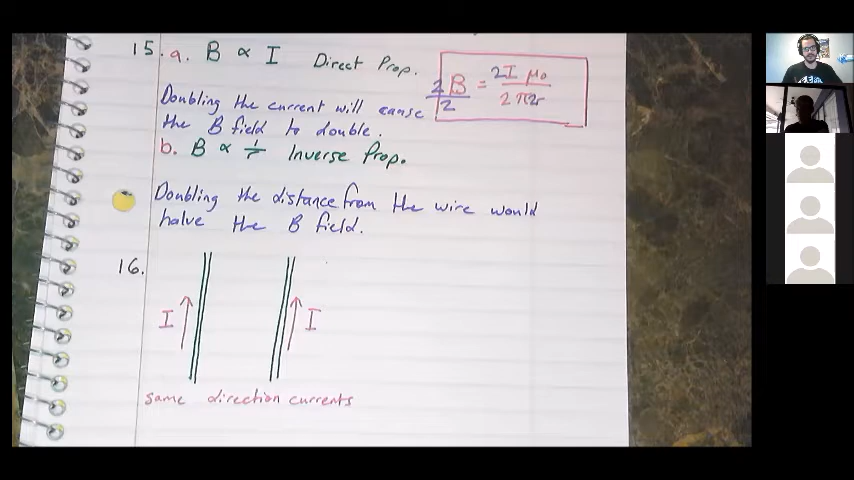 15. a. B ∝ I Direct Prop.
2B/2 = 2I μo / 2πr
Doubling the current will cause
the B field to double.
b. B ∝ 1/r Inverse Prop.
Doubling the distance from the wire would
halve the B field.
16.
I I
same direction currents